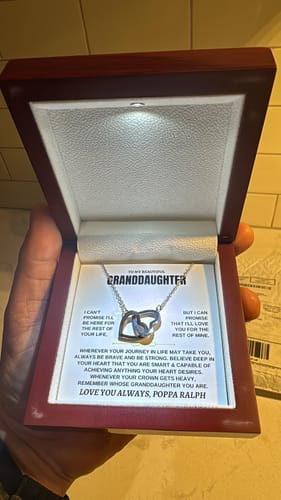 TO MY BEAUTIFUL
GRANDDAUGHTER
I CAN'T
PROMISE I'LL
BE HERE FOR
THE REST OF
YOUR LIFE.
BUT I CAN
PROMISE
THAT I'LL LOVE
YOU FOR THE
REST OF MINE.
WHEREVER YOUR JOURNEY IN LIFE MAY TAKE YOU,
ALWAYS BE BRAVE AND BE STRONG. BELIEVE DEEP IN
YOUR HEART THAT YOU ARE SMART & CAPABLE OF
ACHIEVING ANYTHING YOUR HEART DESIRES.
WHENEVER YOUR CROWN GETS HEAVY,
REMEMBER WHOSE GRANDDAUGHTER YOU ARE.
LOVE YOU ALWAYS, POPPA RALPH